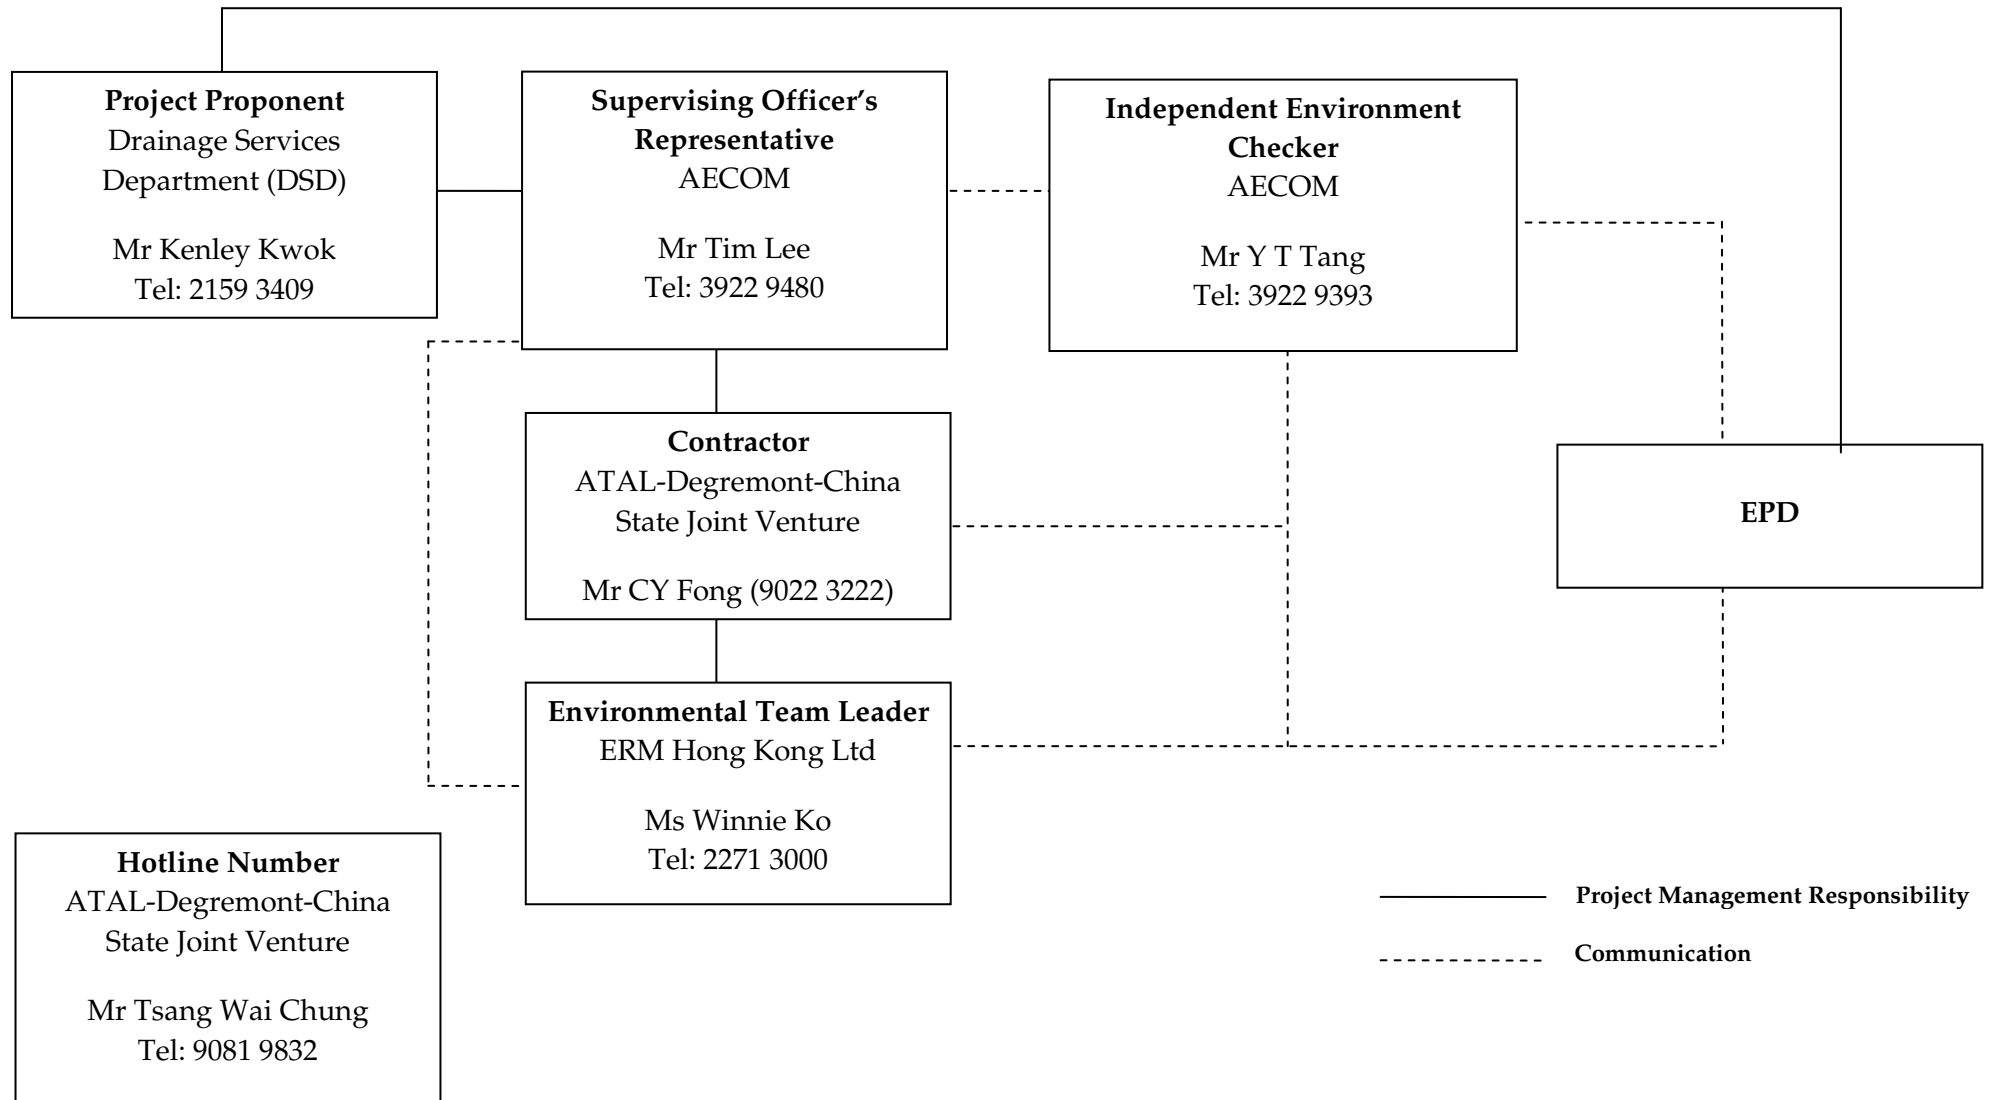 Project Proponent
Drainage Services
Department (DSD)
Mr Kenley Kwok
Tel: 2159 3409
Supervising Officer’s
Representative
AECOM
Mr Tim Lee
Tel: 3922 9480
Independent Environment
Checker
AECOM
Mr Y T Tang
Tel: 3922 9393
Contractor
ATAL-Degremont-China
State Joint Venture
Mr CY Fong (9022 3222)
EPD
Environmental Team Leader
ERM Hong Kong Ltd
Ms Winnie Ko
Tel: 2271 3000
Hotline Number
ATAL-Degremont-China
State Joint Venture
Mr Tsang Wai Chung
Tel: 9081 9832
Project Management Responsibility
Communication